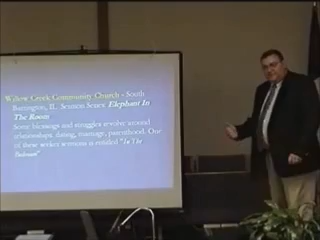 Willow Creek Community Church - South
Barrington, IL Sermon Series: Elephant In
The Room
Some blessings and struggles revolve around
relationships: dating, marriage, parenthood. One
of these series sermons is entitled "In The